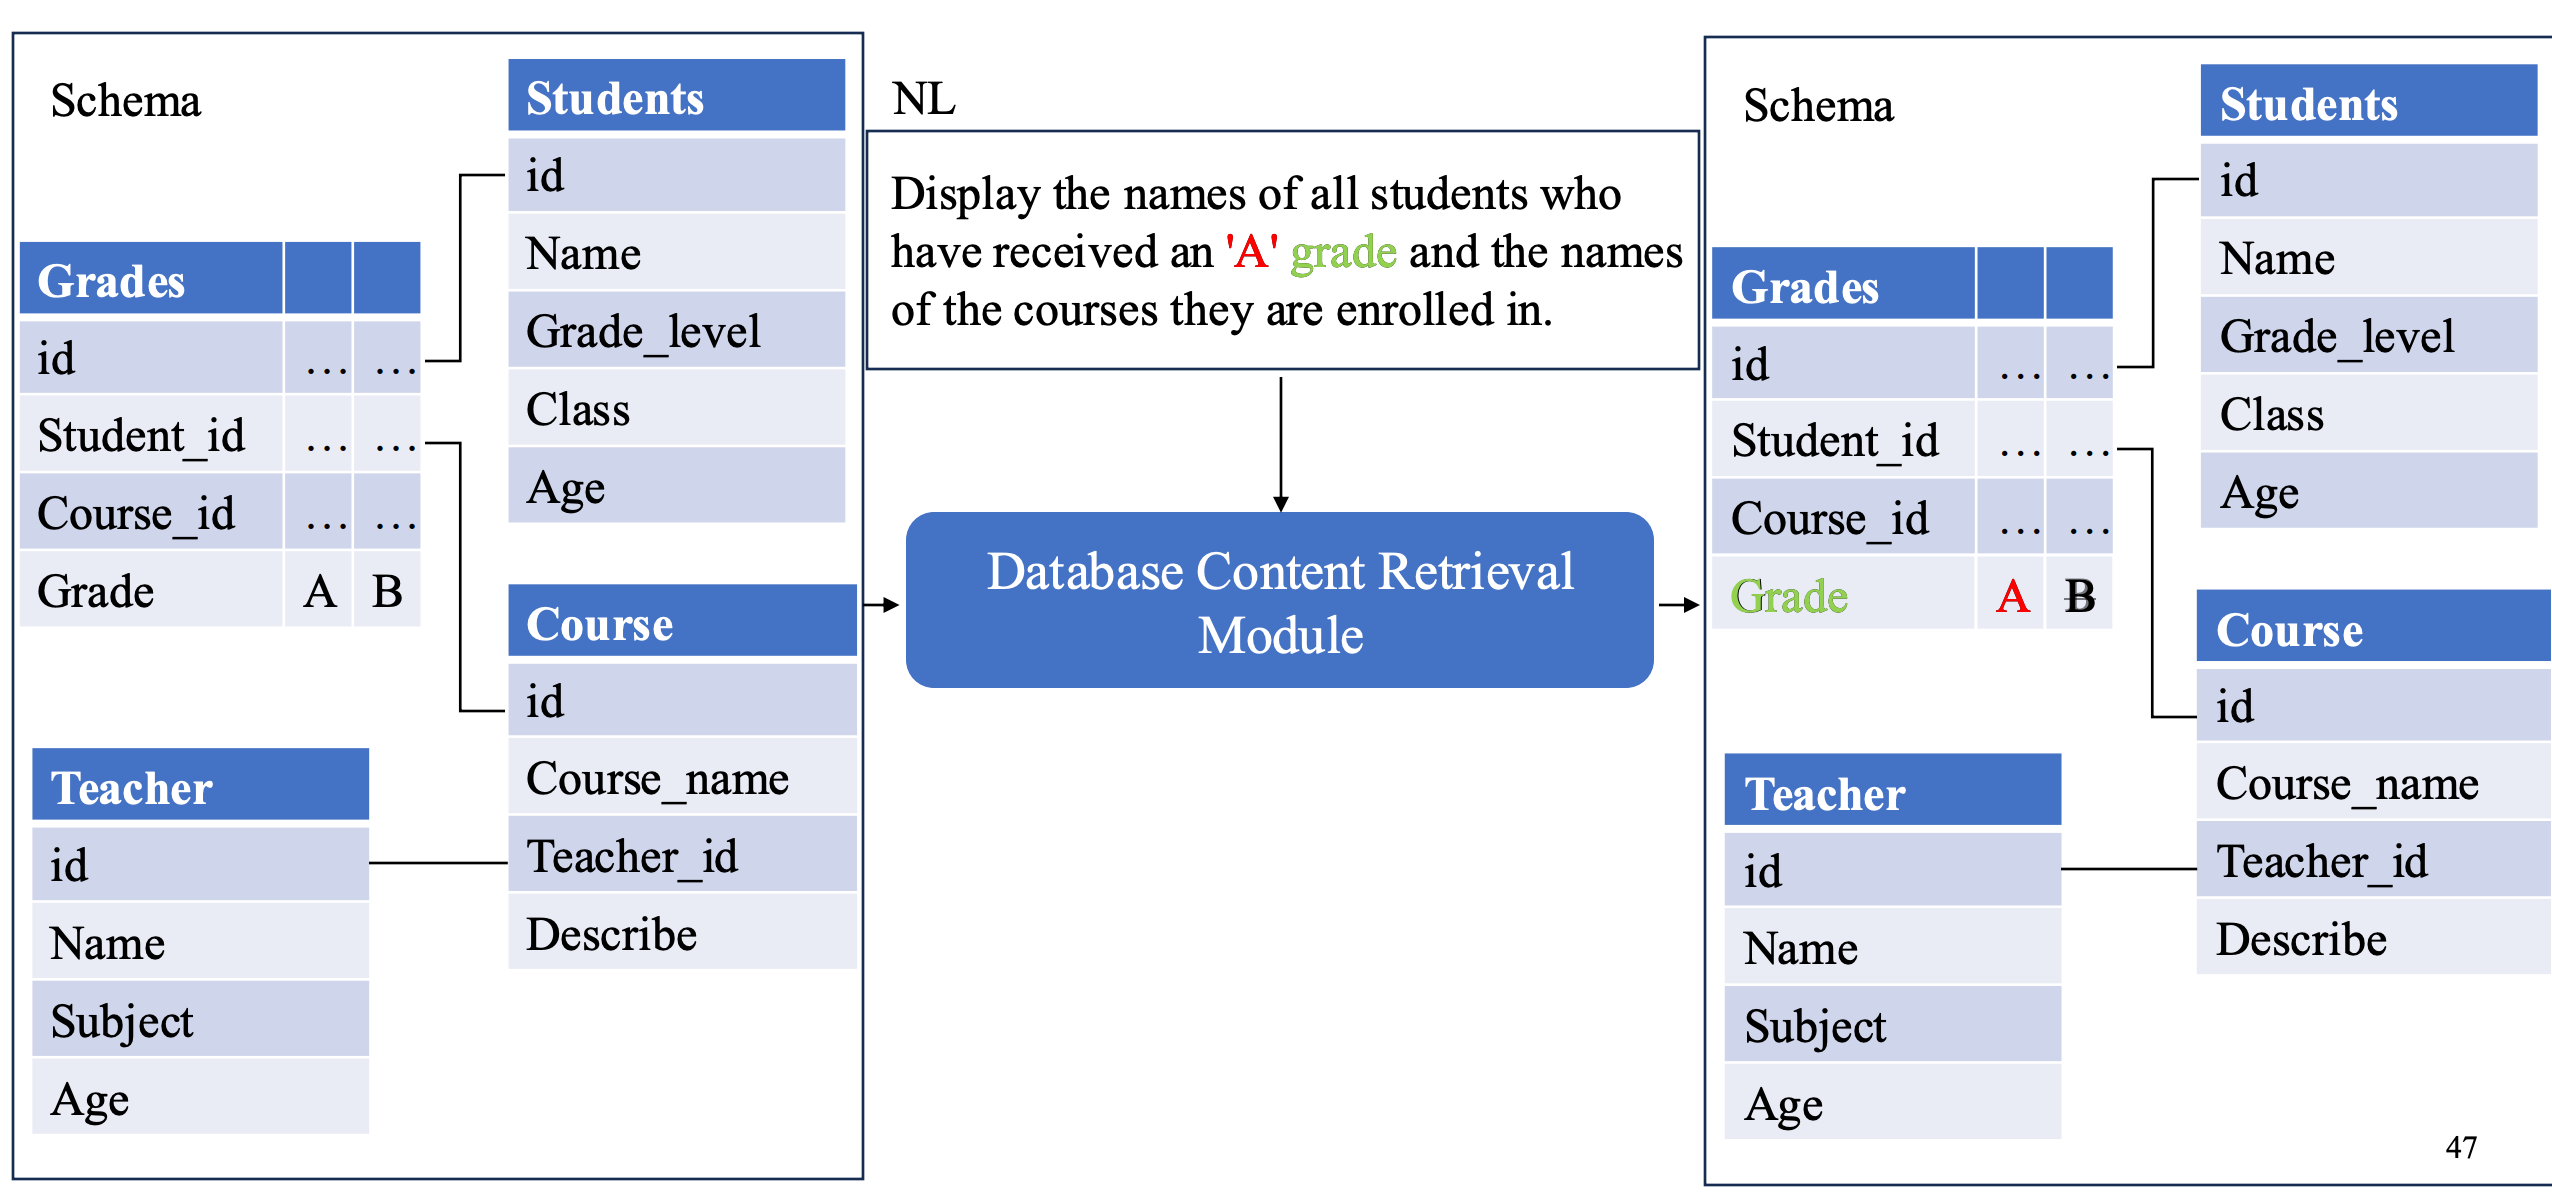 Schema
Students
id
Name
Grade_level
Class
Age
Grades
id … …
Student_id … …
Course_id … …
Grade A B
Course
id
Course_name
Teacher_id
Describe
Teacher
id
Name
Subject
Age
NL
Display the names of all students who
have received an 'A' grade and the names
of the courses they are enrolled in.
Database Content Retrieval
Module
Schema
Students
id
Name
Grade_level
Class
Age
Grades
id … …
Student_id … …
Course_id … …
Grade A B
Course
id
Course_name
Teacher_id
Describe
Teacher
id
Name
Subject
Age
47